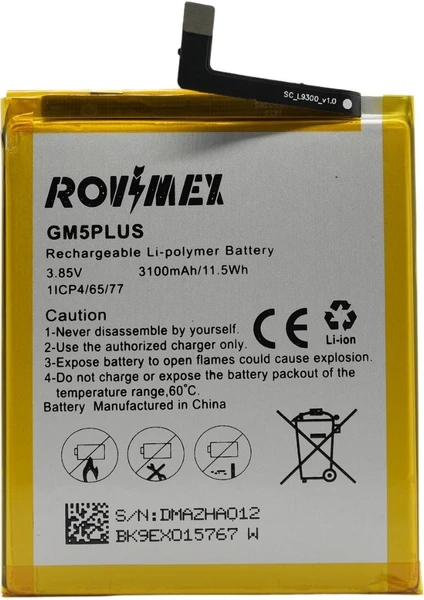 SC_L9300_v1.0
ROVIMEX
GM5PLUS
Rechargeable Li-polymer Battery
3.85V 3100mAh/11.5Wh
1ICP4/65/77
Caution
1-Never disassemble by yourself.
2-Use the authorized charger only.
3-Expose battery to open flames could cause explosion.
4-Do not charge or expose the battery packout of the
temperature range,60°C.
Battery Manufactured in China
CE
Li-ion
S/N:DMAZHA012
BK9EX015767 W